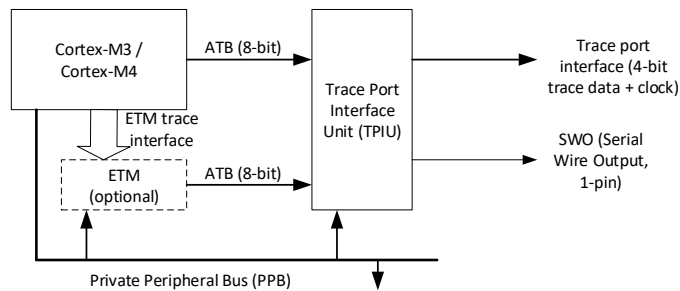 Cortex-M3 /
Cortex-M4
ATB (8-bit)
ETM trace
interface
ETM
(optional)
ATB (8-bit)
Trace Port
Interface
Unit (TPIU)
Trace port
interface (4-bit
trace data + clock)
SWO (Serial
Wire Output,
1-pin)
Private Peripheral Bus (PPB)